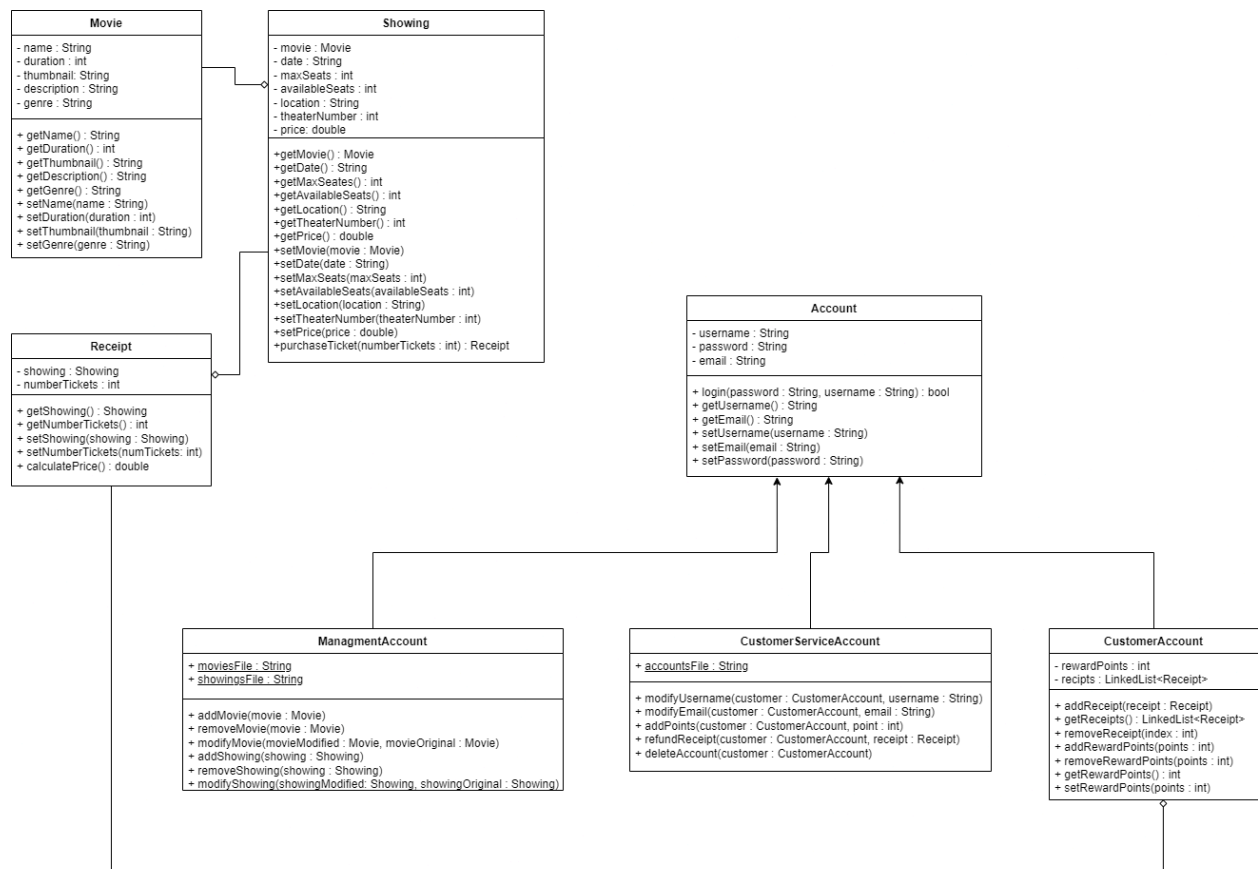 Movie
- name : String
- duration : int
- thumbnail: String
- description : String
- genre : String
+ getName() : String
+ getDuration() : int
+ getThumbnail() : String
+ getDescription() : String
+ getGenre() : String
+ setName(name : String)
+ setDuration(duration : int)
+ setThumbnail(thumbnail : String)
+ setGenre(genre : String)
Showing
- movie : Movie
- date : String
- maxSeats : int
- availableSeats : int
- location : String
- theaterNumber : int
- price: double
+getMovie() : Movie
+getDate() : String
+getMaxSeates() : int
+getAvailableSeats() : int
+getLocation() : String
+getTheaterNumber() : int
+getPrice() : double
+setMovie(movie : Movie)
+setDate(date : String)
+setMaxSeats(maxSeats : int)
+setAvailableSeats(availableSeats : int)
+setLocation(location : String)
+setTheaterNumber(theaterNumber : int)
+setPrice(price : double)
+purchaseTicket(numberTickets : int) : Receipt
Receipt
- showing : Showing
- numberTickets : int
+ getShowing() : Showing
+ getNumberTickets() : int
+ setShowing(showing : Showing)
+ setNumberTickets(numTickets: int)
+ calculatePrice() : double
Account
- username : String
- password : String
- email : String
+ login(password : String, username : String) : bool
+ getUsername() : String
+ getEmail() : String
+ setUsername(username : String)
+ setEmail(email : String)
+ setPassword(password : String)
ManagmentAccount
+ moviesFile : String
+ showingsFile : String
+ addMovie(movie : Movie)
+ removeMovie(movie : Movie)
+ modifyMovie(movieModified : Movie, movieOriginal : Movie)
+ addShowing(showing : Showing)
+ removeShowing(showing : Showing)
+ modifyShowing(showingModified: Showing, showingOriginal : Showing)
CustomerServiceAccount
+ accountsFile : String
+ modifyUsername(customer : CustomerAccount, username : String)
+ modifyEmail(customer : CustomerAccount, email : String)
+ addPoints(customer : CustomerAccount, point : int)
+ refundReceipt(customer : CustomerAccount, receipt : Receipt)
+ deleteAccount(customer : CustomerAccount)
CustomerAccount
- rewardPoints : int
- recipts : LinkedList<Receipt>
+ addReceipt(receipt : Receipt)
+ getReceipts() : LinkedList<Receipt>
+ removeReceipt(index : int)
+ addRewardPoints(points : int)
+ removeRewardPoints(points : int)
+ getRewardPoints() : int
+ setRewardPoints(points : int)